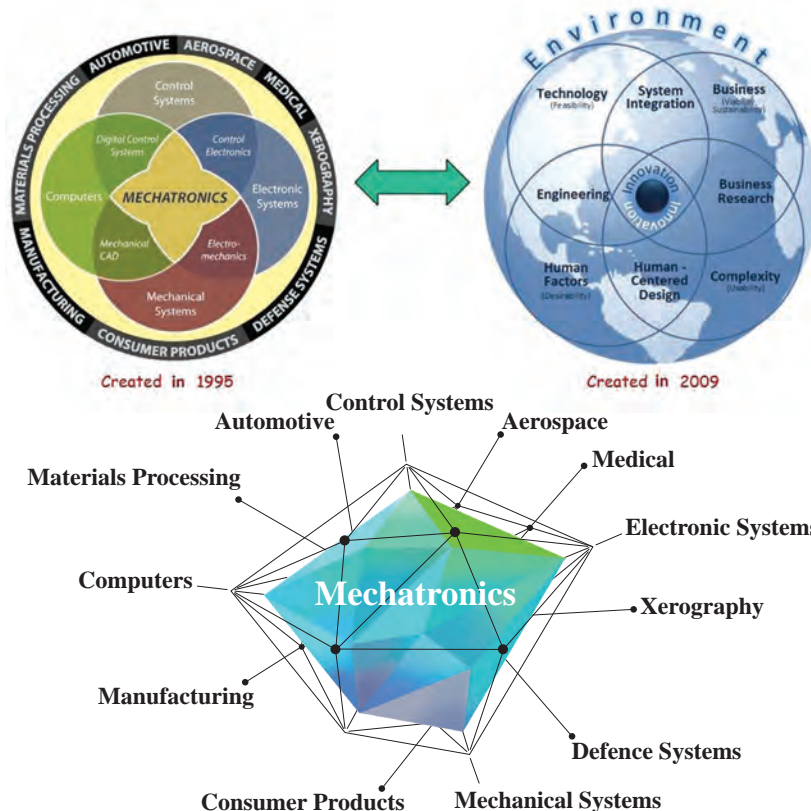 AUTOMOTIVE
AEROSPACE
MEDICAL
XEROGRAPHY
DEFENSE SYSTEMS
CONSUMER PRODUCTS
MANUFACTURING
MATERIALS PROCESSING
Control
Systems
Digital Control
Systems
Control
Electronics
Computers
MECHATRONICS
Electronic
Systems
Mechanical
CAD
Electro-
mechanics
Mechanical
Systems
Created in 1995
Environment
Technology
(Feasibility)
System
Integration
Business
(Viability
Sustainability)
Engineering
Innovation
Innovation
Business
Research
Human
Factors
(Desirability)
Human -
Centered
Design
Complexity
(Usability)
Created in 2009
Control Systems
Automotive
Aerospace
Materials Processing
Medical
Electronic Systems
Computers
Mechatronics
Xerography
Manufacturing
Defence Systems
Consumer Products
Mechanical Systems